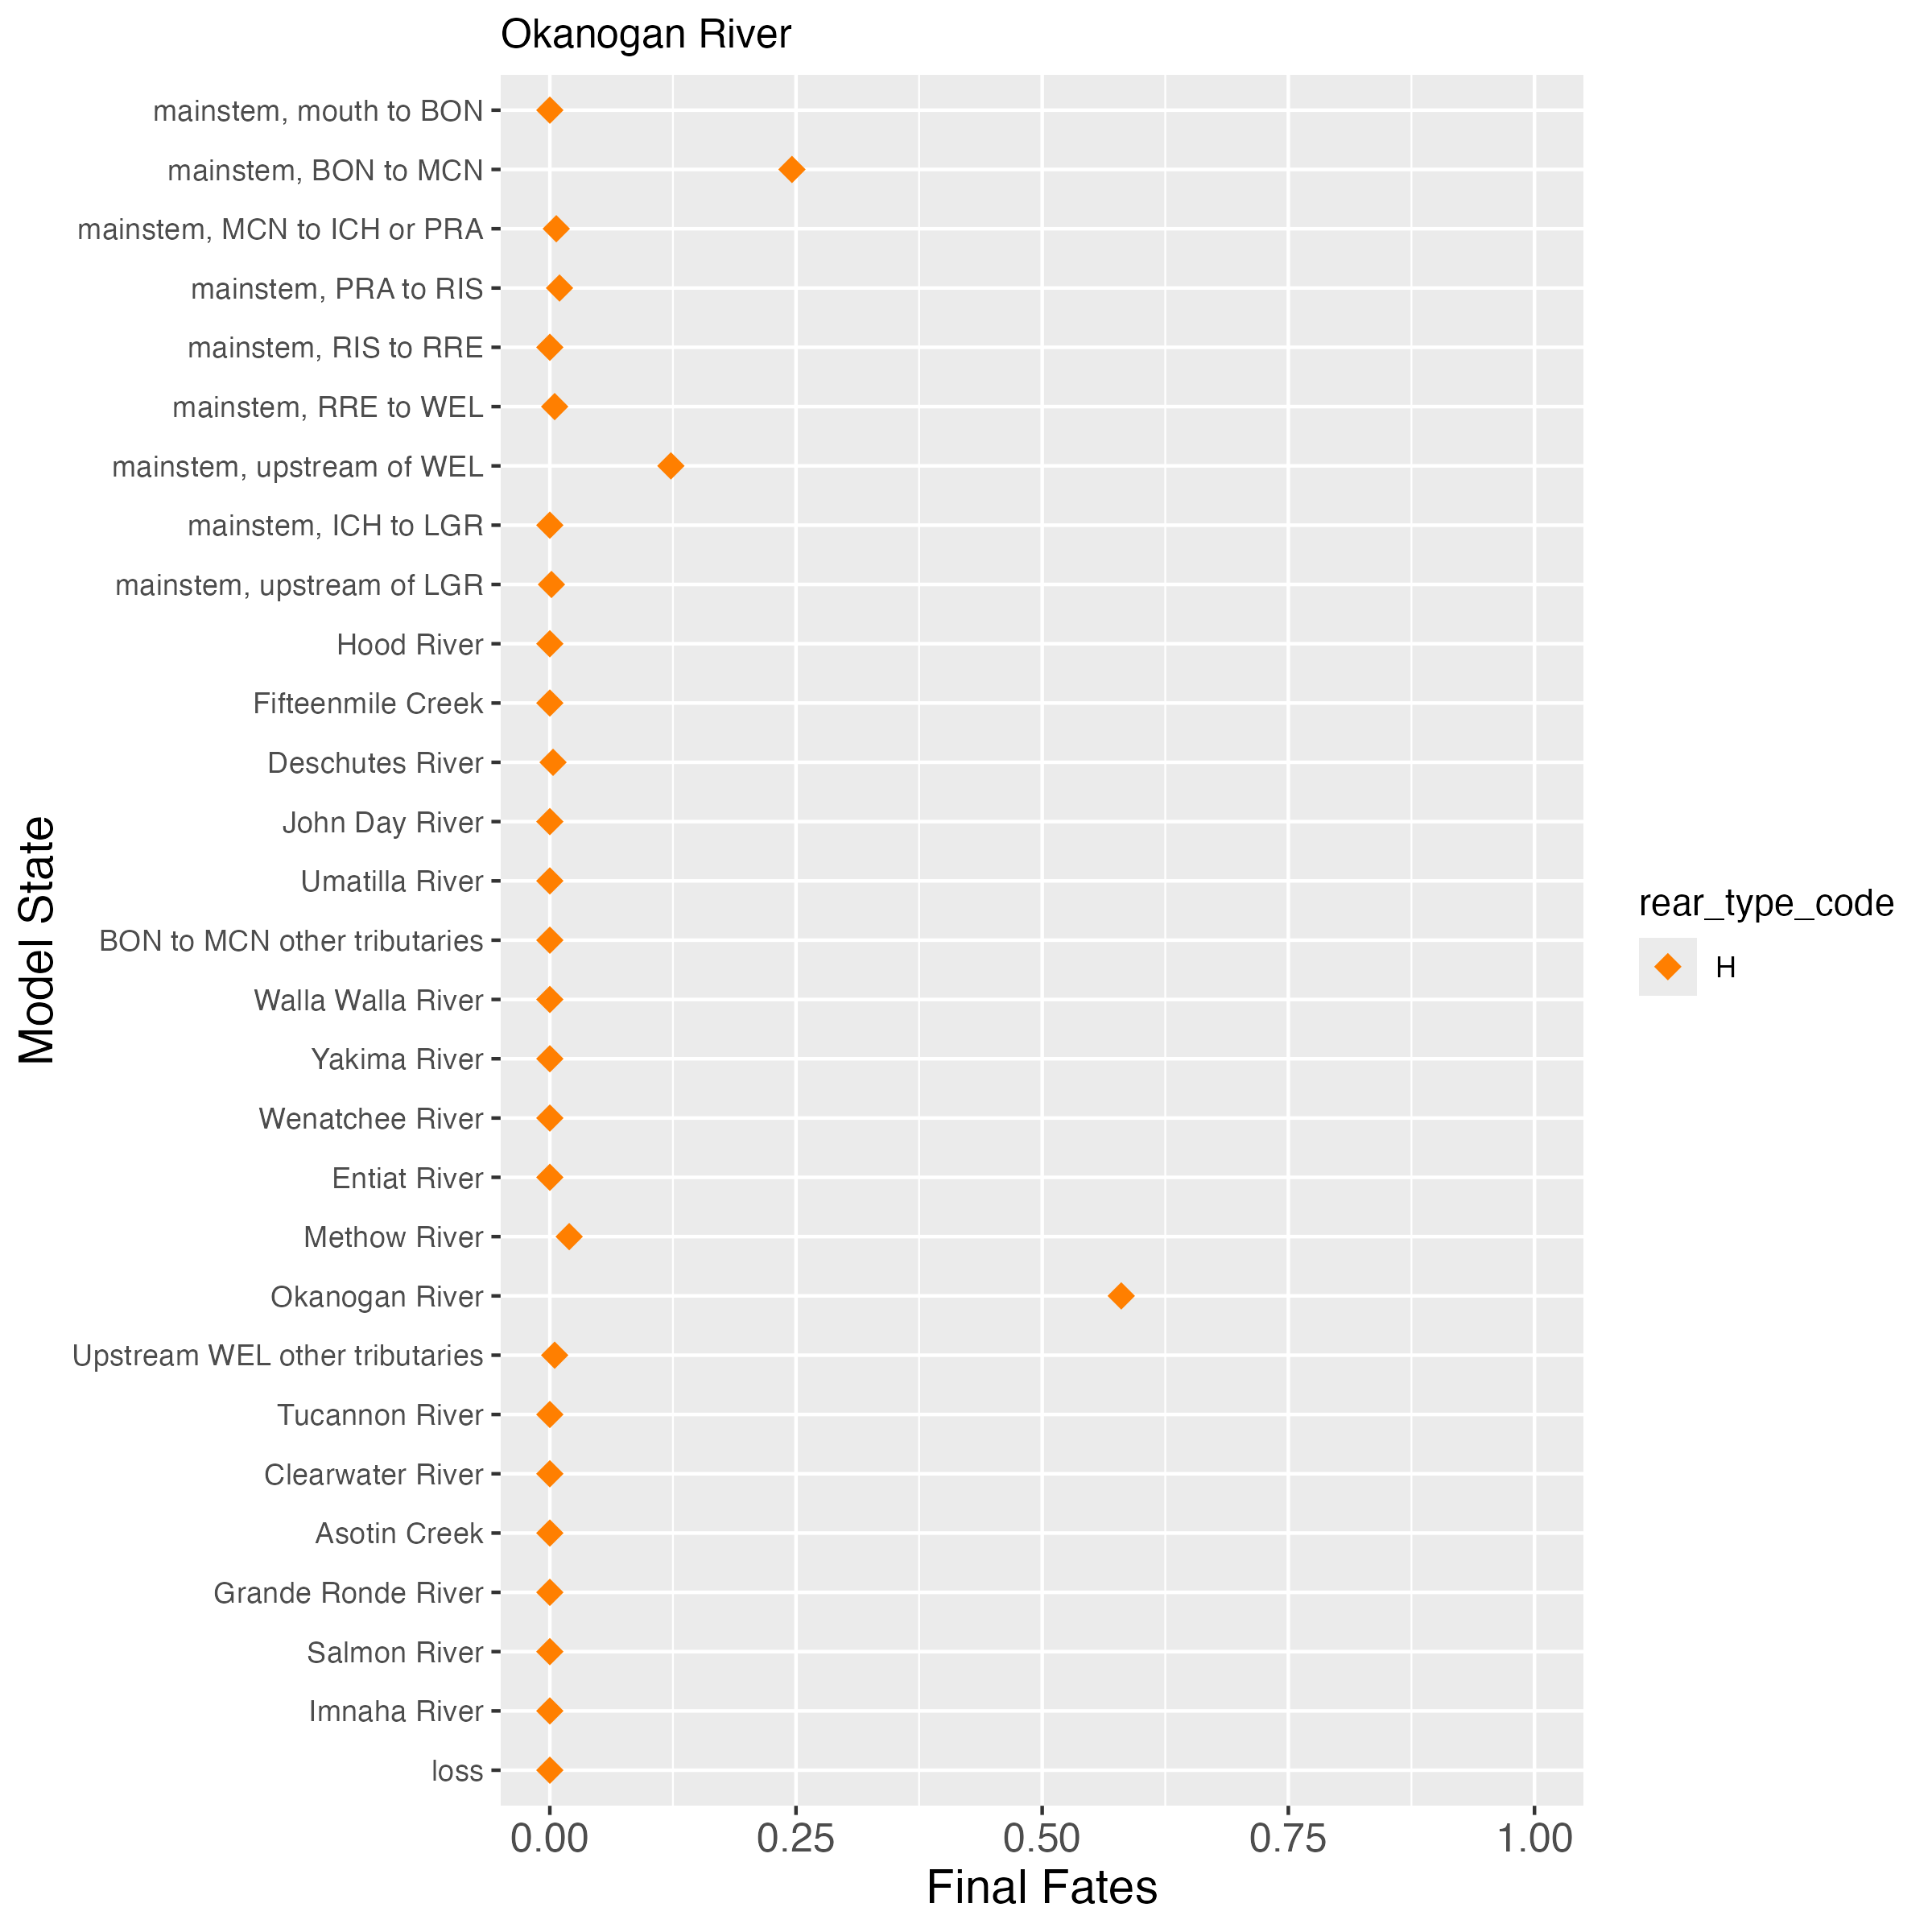 Okanogan River
Model State
mainstem, mouth to BON
mainstem, BON to MCN
mainstem, MCN to ICH or PRA
mainstem, PRA to RIS
mainstem, RIS to RRE
mainstem, RRE to WEL
mainstem, upstream of WEL
mainstem, ICH to LGR
mainstem, upstream of LGR
Hood River
Fifteenmile Creek
Deschutes River
John Day River
Umatilla River
BON to MCN other tributaries
Walla Walla River
Yakima River
Wenatchee River
Entiat River
Methow River
Okanogan River
Upstream WEL other tributaries
Tucannon River
Clearwater River
Asotin Creek
Grande Ronde River
Salmon River
Imnaha River
loss
0.00 0.25 0.50 0.75 1.00
Final Fates
rear_type_code
H